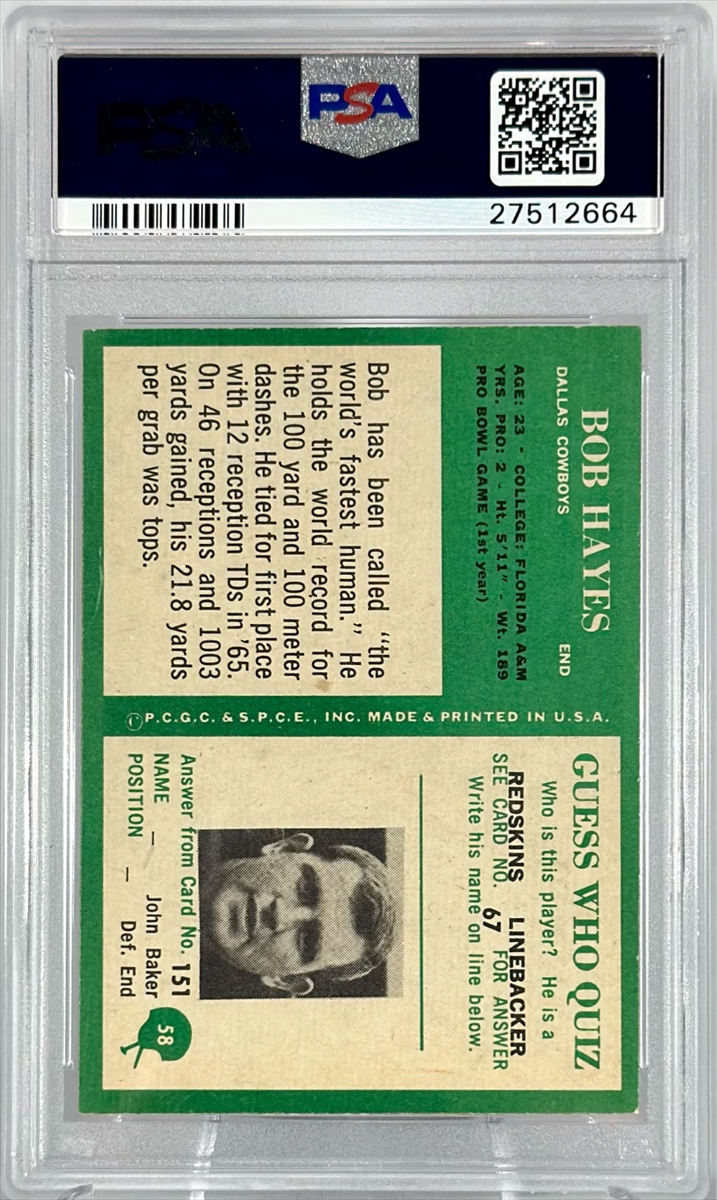 PSA
PSA
27512664
BOB HAYES
DALLAS COWBOYS END
AGE: 23 - COLLEGE: FLORIDA A&M
YRS. PRO: 2 - Ht. 5'11" - Wt. 189
PRO BOWL GAME (1st year)
Bob has been called "the
world's fastest human." He
holds the world record for
the 100 yard and 100 meter
dashes. He tied for first place
with 12 reception TDs in '65.
On 46 receptions and 1003
yards gained, his 21.8 yards
per grab was tops.
©P.C.G.C. & S.P.C.E., INC. MADE & PRINTED IN U.S.A.
GUESS WHO QUIZ
Who is this player? He is a
REDSKINS LINEBACKER
SEE CARD NO. 67 FOR ANSWER
Write his name on line below.
Answer from Card No. 151
NAME — John Baker
POSITION — Def. End
58